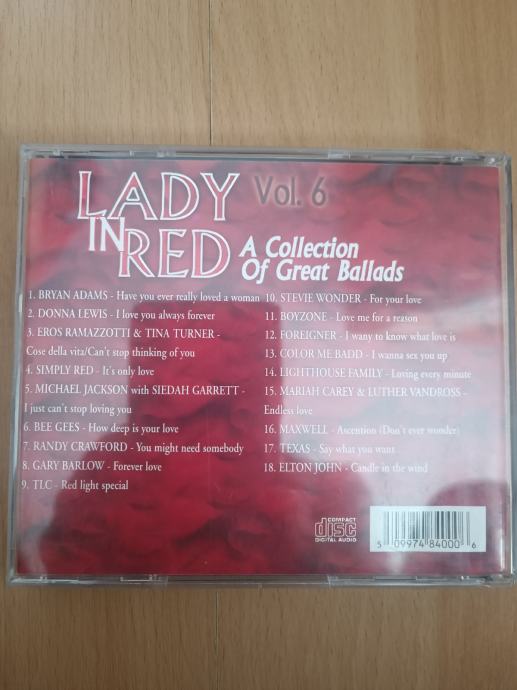 LADY
IN RED
Vol. 6
A Collection
Of Great Ballads
1. BRYAN ADAMS - Have you ever really loved a woman
2. DONNA LEWIS - I love you always forever
3. EROS RAMAZZOTTI & TINA TURNER -
Cose della vita/Can't stop thinking of you
4. SIMPLY RED - It's only love
5. MICHAEL JACKSON with SIEDAH GARRETT -
I just can't stop loving you
6. BEE GEES - How deep is your love
7. RANDY CRAWFORD - You might need somebody
8. GARY BARLOW - Forever love
9. TLC - Red light special
10. STEVIE WONDER - For your love
11. BOYZONE - Love me for a reason
12. FOREIGNER - I want to know what love is
13. COLOR ME BADD - I wanna sex you up
14. LIGHTHOUSE FAMILY - Loving every minute
15. MARIAH CAREY & LUTHER VANDROSS -
Endless love
16. MAXWELL - Ascention (Don't ever wonder)
17. TEXAS - Say what you want
18. ELTON JOHN - Candle in the wind
COMPACT
disc
DIGITAL AUDIO
5 09974 84000 6